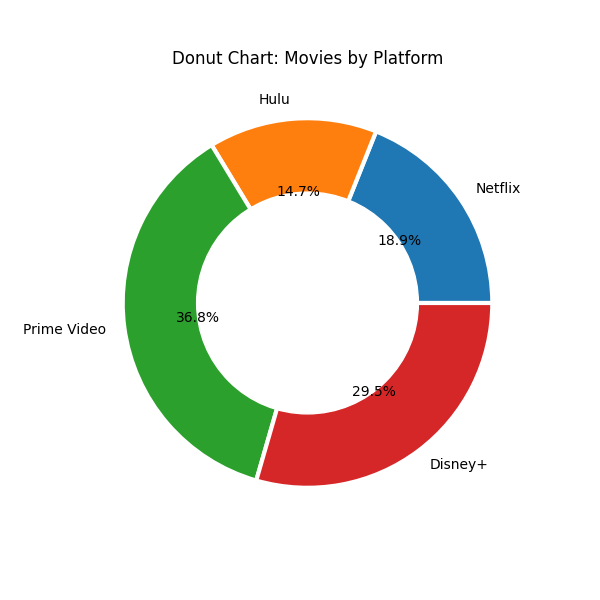 Donut Chart: Movies by Platform
Hulu
14.7%
Netflix
18.9%
36.8%
Prime Video
29.5%
Disney+